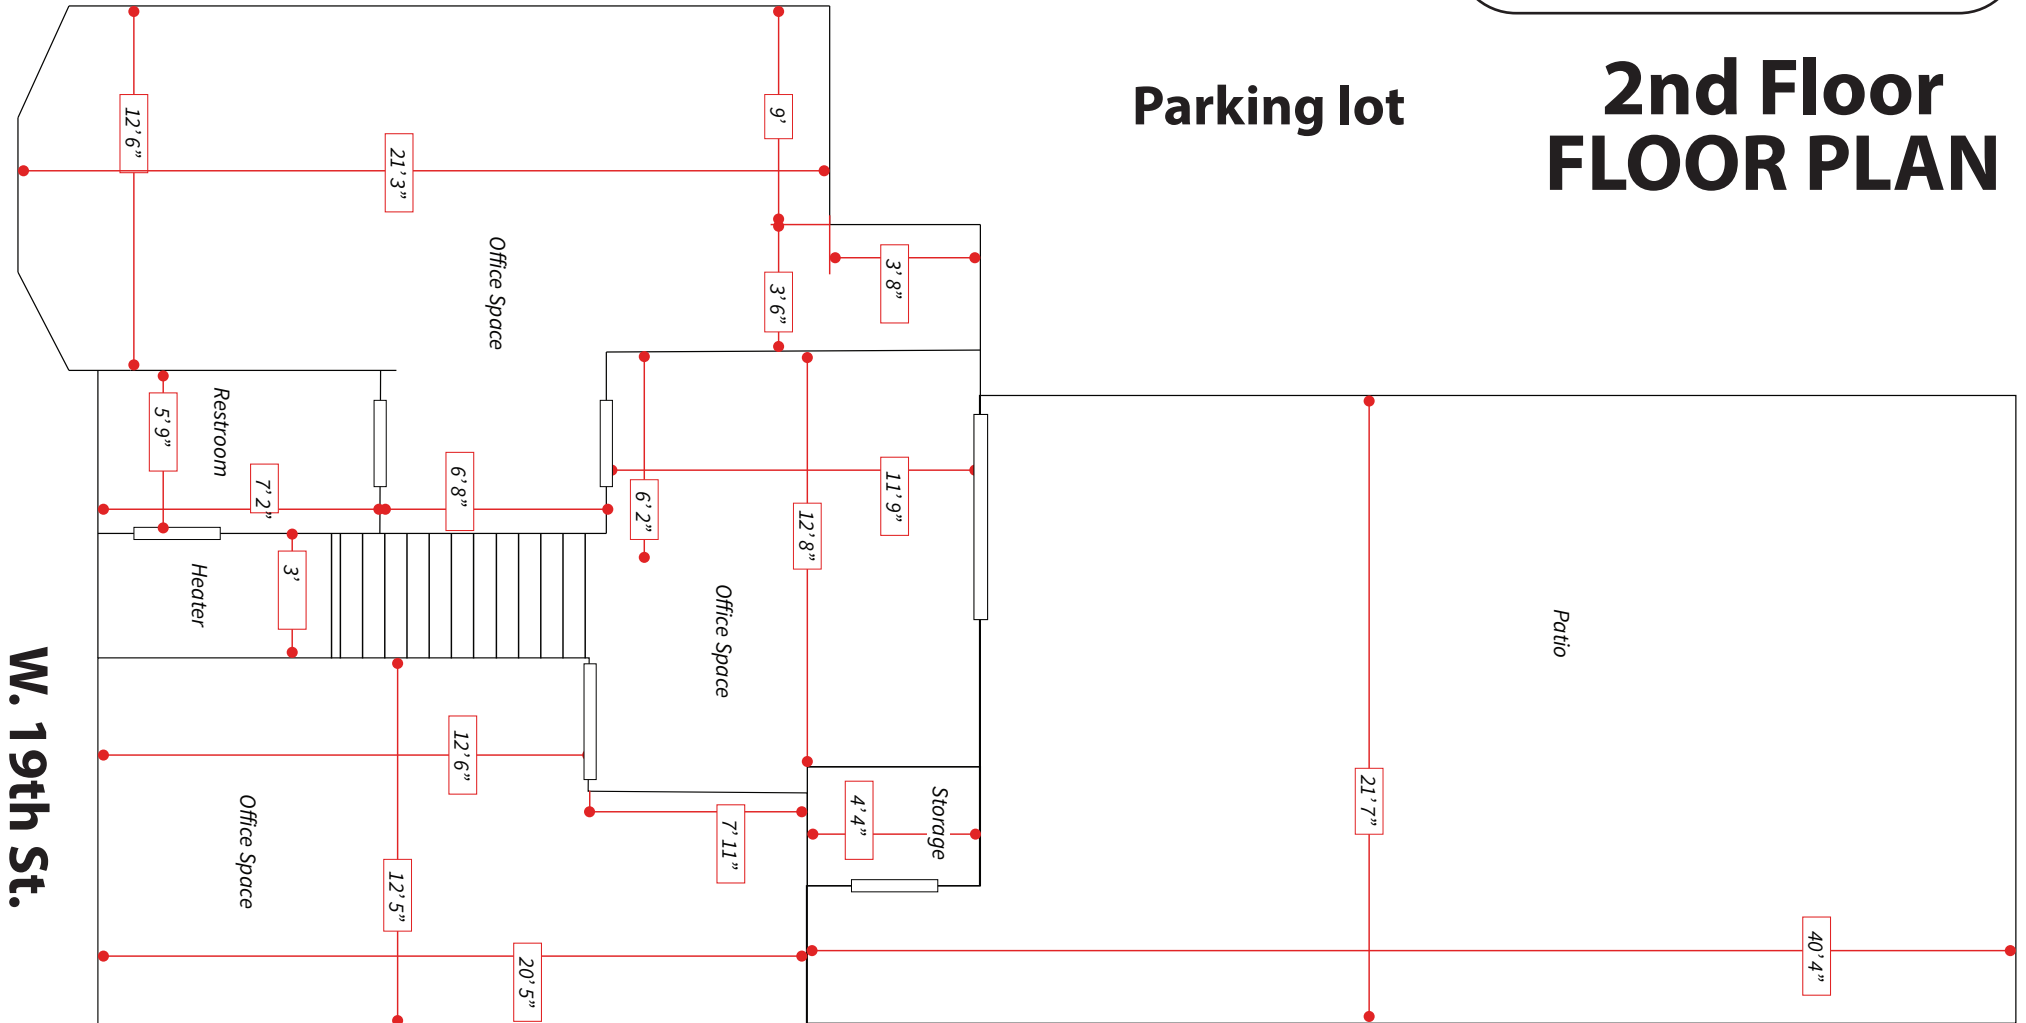 2nd Floor
FLOOR PLAN
Parking lot
12’ 6”
21’ 3”
9’
3’ 8”
3’ 6”
Office Space
Restroom
5’ 9”
7’ 2”
6’ 8”
6’ 2”
11’ 9”
12’ 8”
Heater
3’
Office Space
Patio
12’ 6”
21’ 7”
Storage
4’ 4”
7’ 11”
Office Space
12’ 5”
20’ 5”
40’ 4”
W. 19th St.